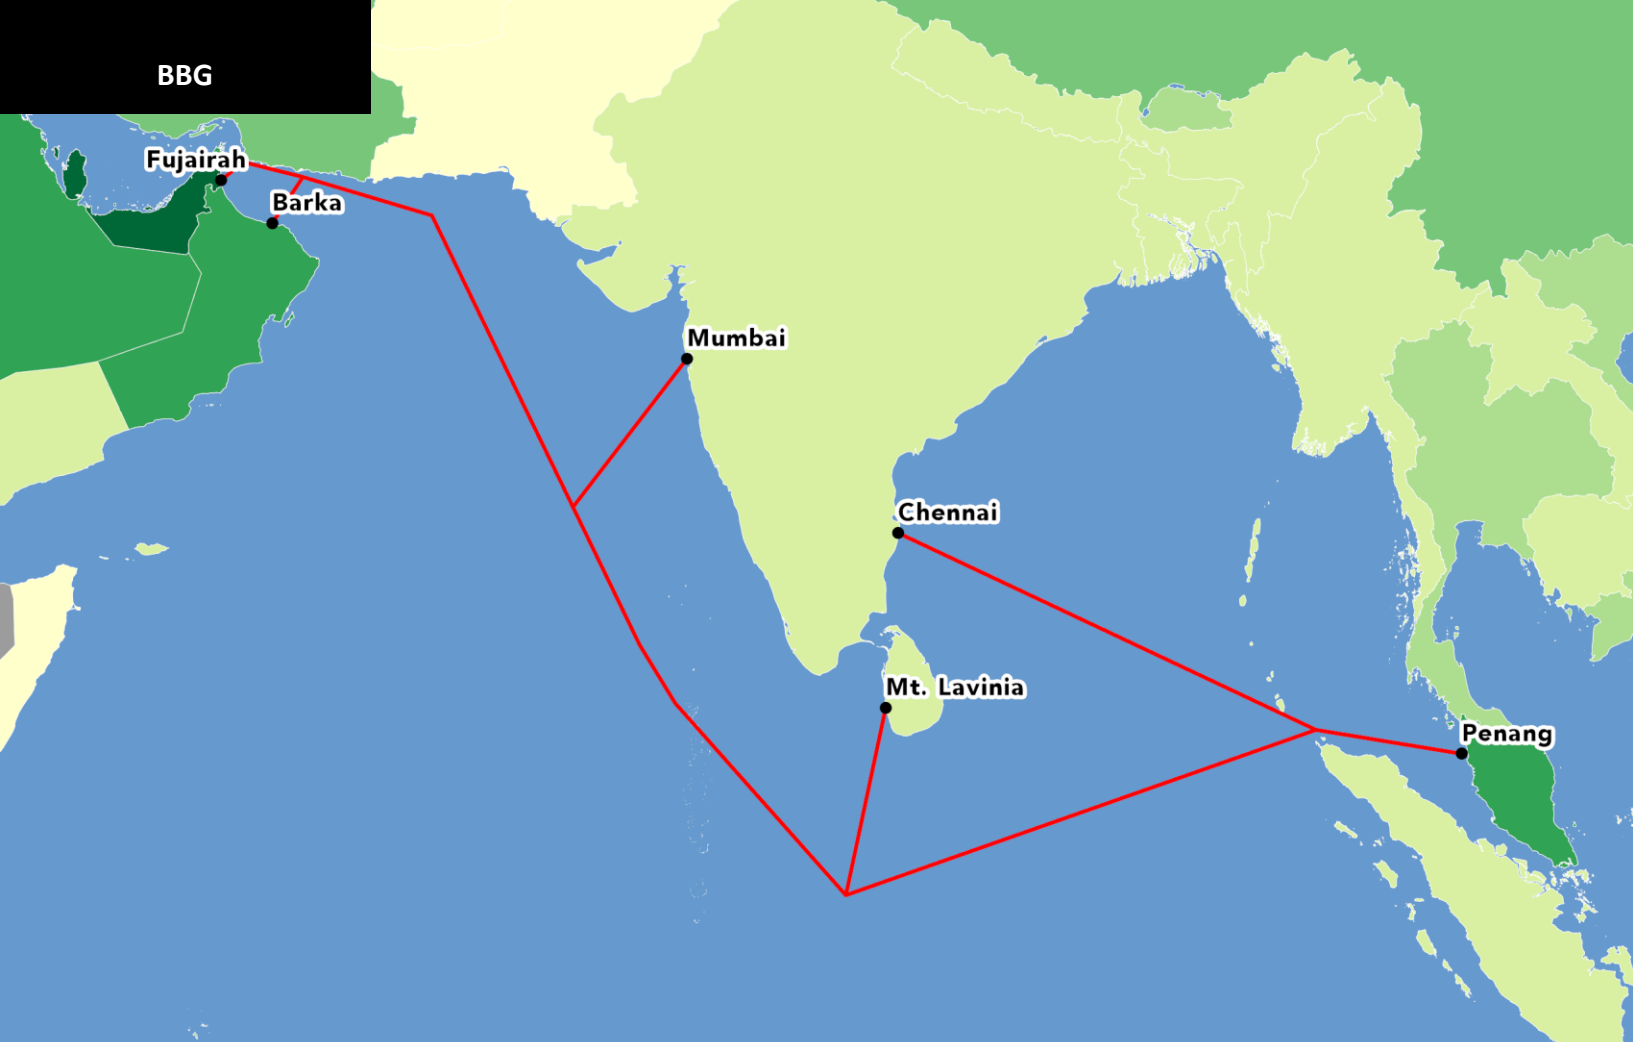 BBG
Fujairah
Barka
Mumbai
Chennai
Mt. Lavinia
Penang